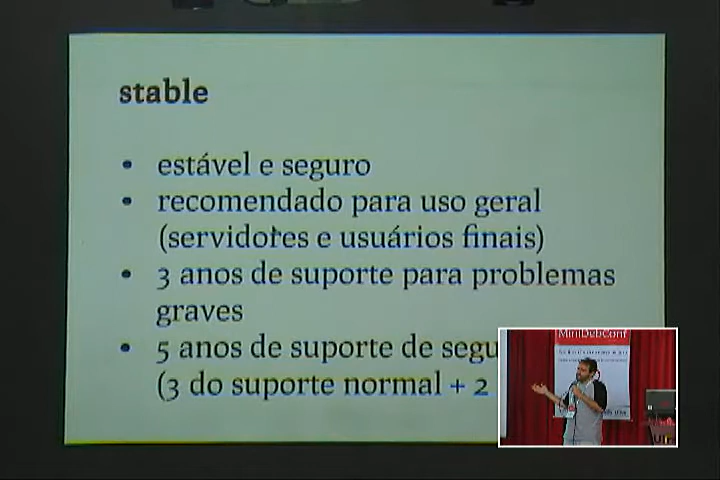 stable
• estável e seguro
• recomendado para uso geral
(servidores e usuários finais)
• 3 anos de suporte para problemas
graves
• 5 anos de suporte de segu
(3 do suporte normal + 2
MiniDebConf